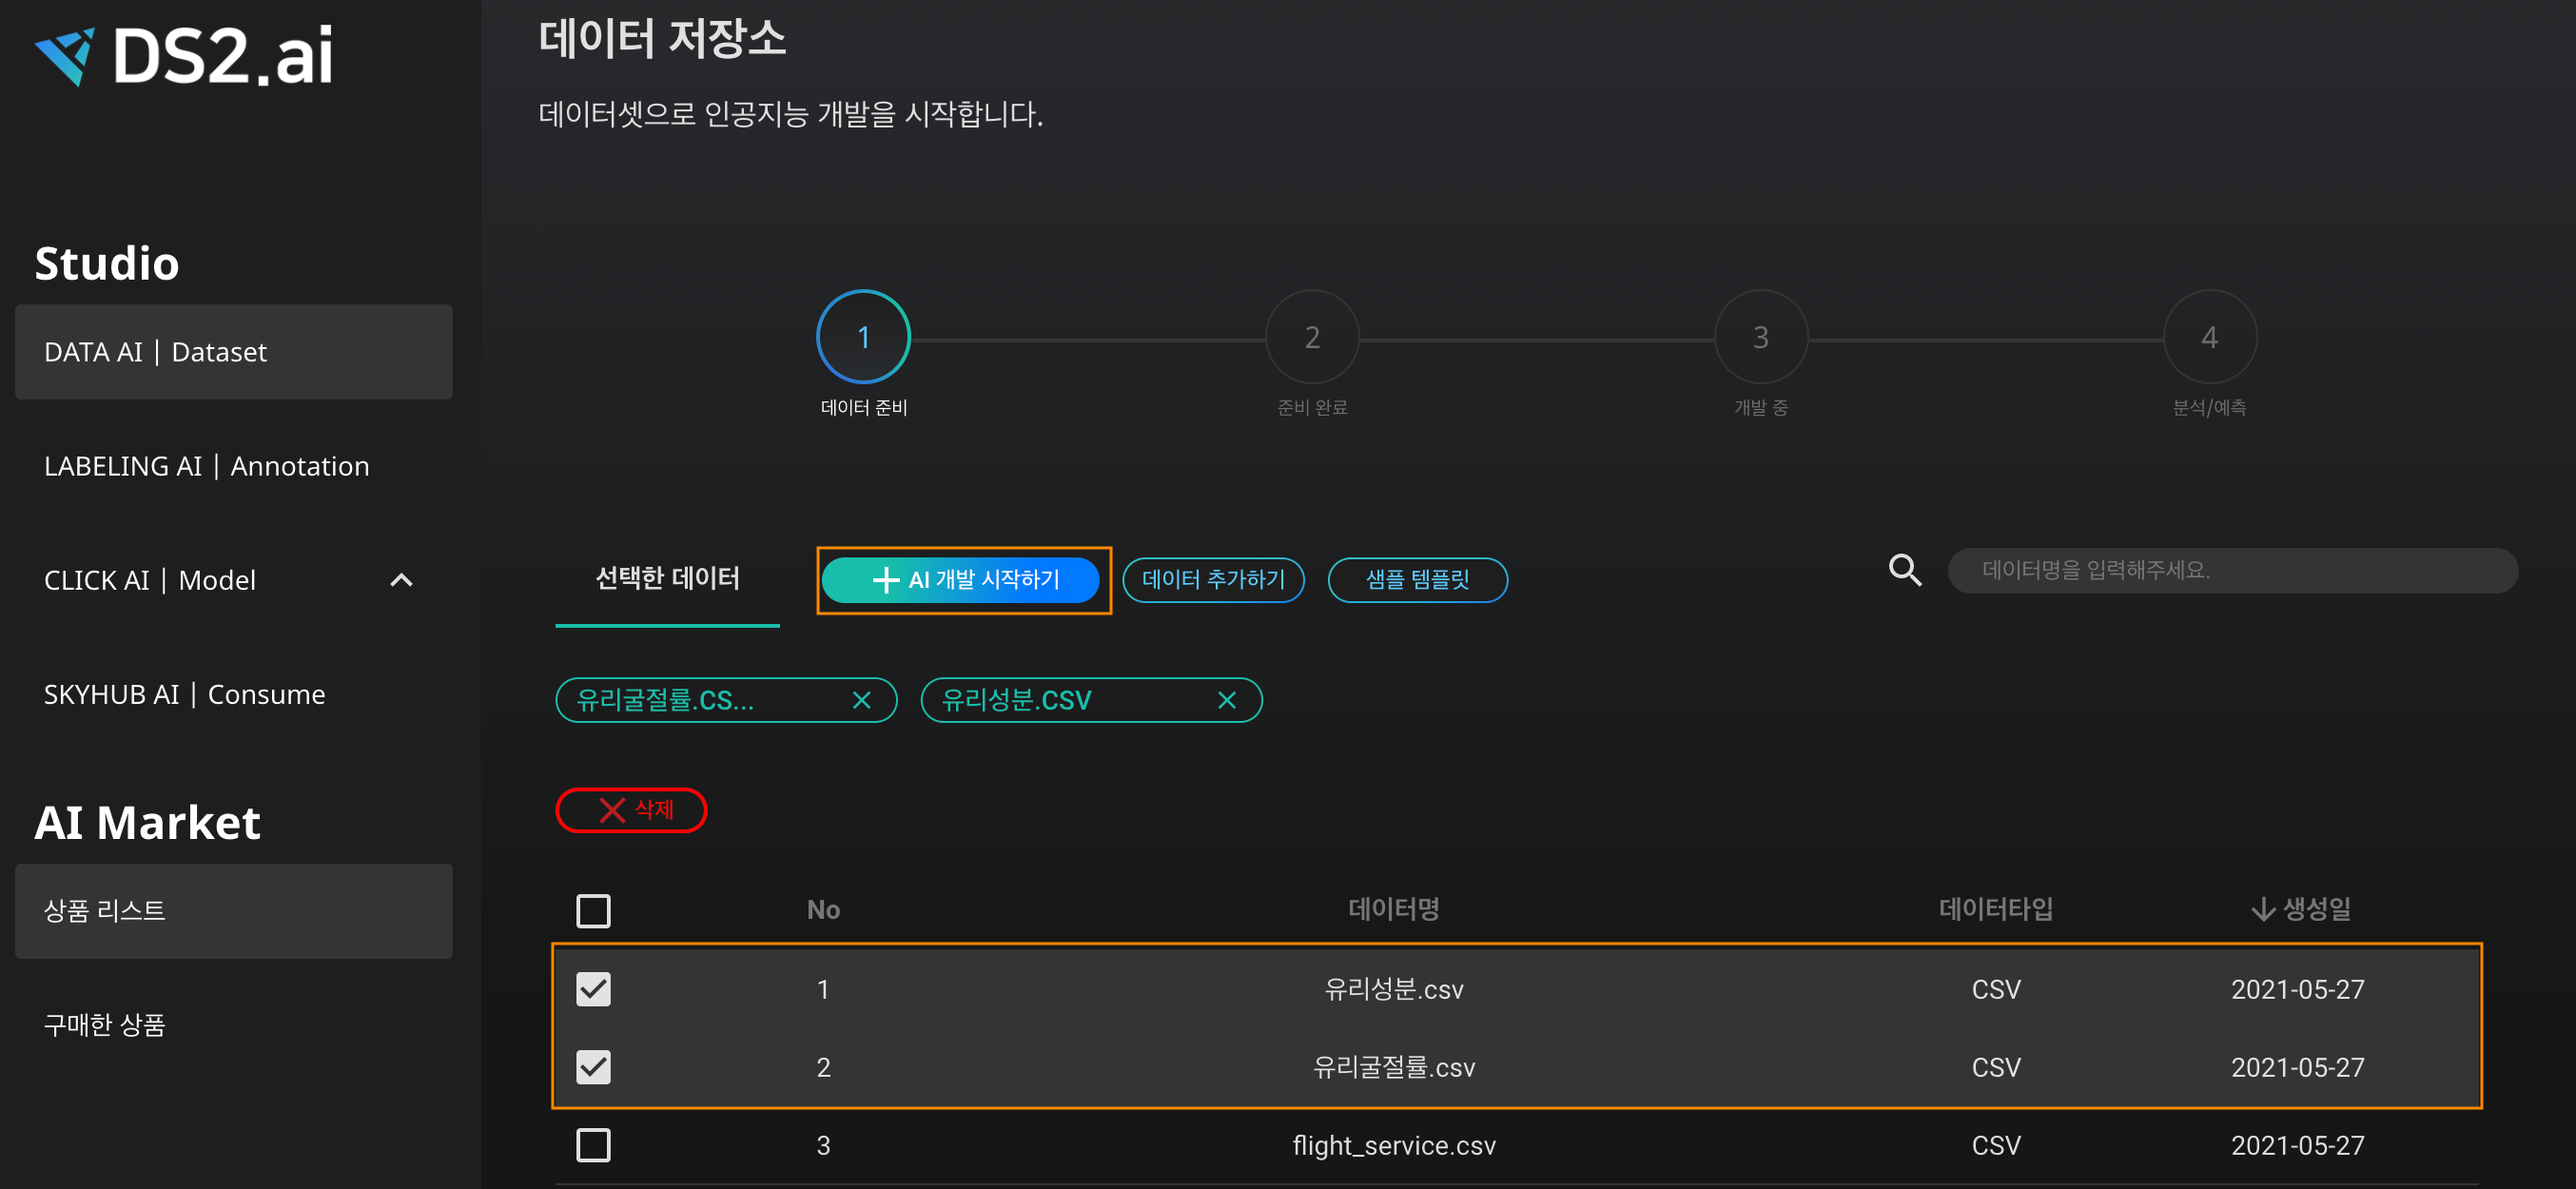 DS2.ai
Studio
DATA AI | Dataset
LABELING AI | Annotation
CLICK AI | Model
SKYHUB AI | Consume
AI Market
상품 리스트
구매한 상품
데이터 저장소
데이터셋으로 인공지능 개발을 시작합니다.
1
2
3
4
데이터 준비
준비 완료
개발 중
분석/예측
선택한 데이터
AI 개발 시작하기
데이터 추가하기
샘플 템플릿
데이터명을 입력해주세요.
유리굴절률.CS...
유리성분.CSV
삭제
No 데이터명 데이터타입 생성일
1 유리성분.csv CSV 2021-05-27
2 유리굴절률.csv CSV 2021-05-27
3 flight_service.csv CSV 2021-05-27